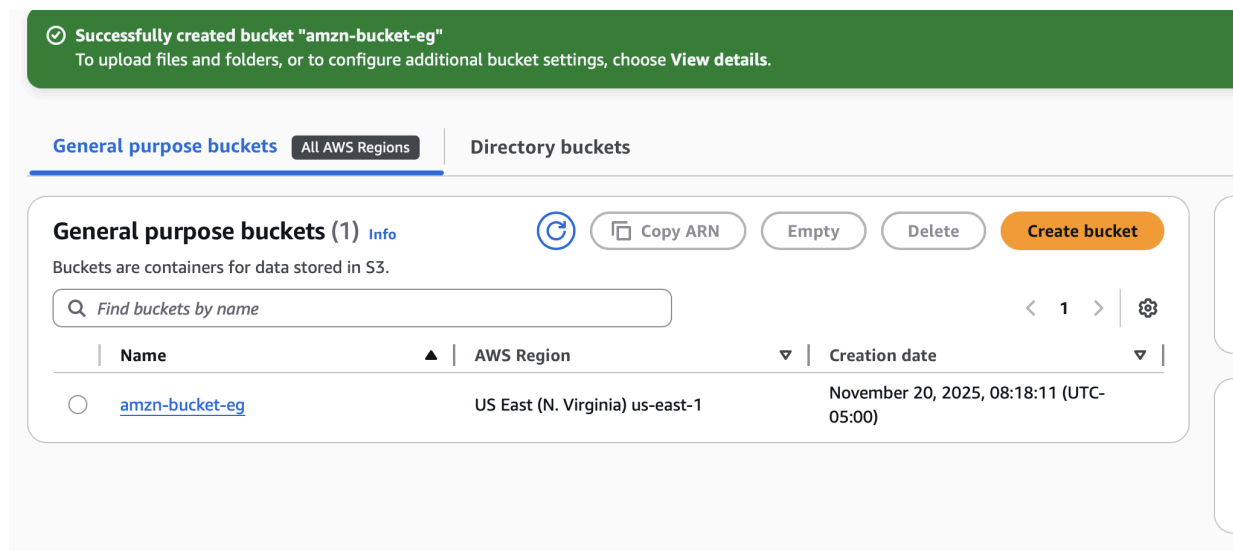 Successfully created bucket "amzn-bucket-eg"
To upload files and folders, or to configure additional bucket settings, choose View details.
General purpose buckets All AWS Regions Directory buckets
General purpose buckets (1) Info Copy ARN Empty Delete Create bucket
Buckets are containers for data stored in S3.
Find buckets by name 1
Name AWS Region Creation date
amzn-bucket-eg US East (N. Virginia) us-east-1 November 20, 2025, 08:18:11 (UTC-
05:00)